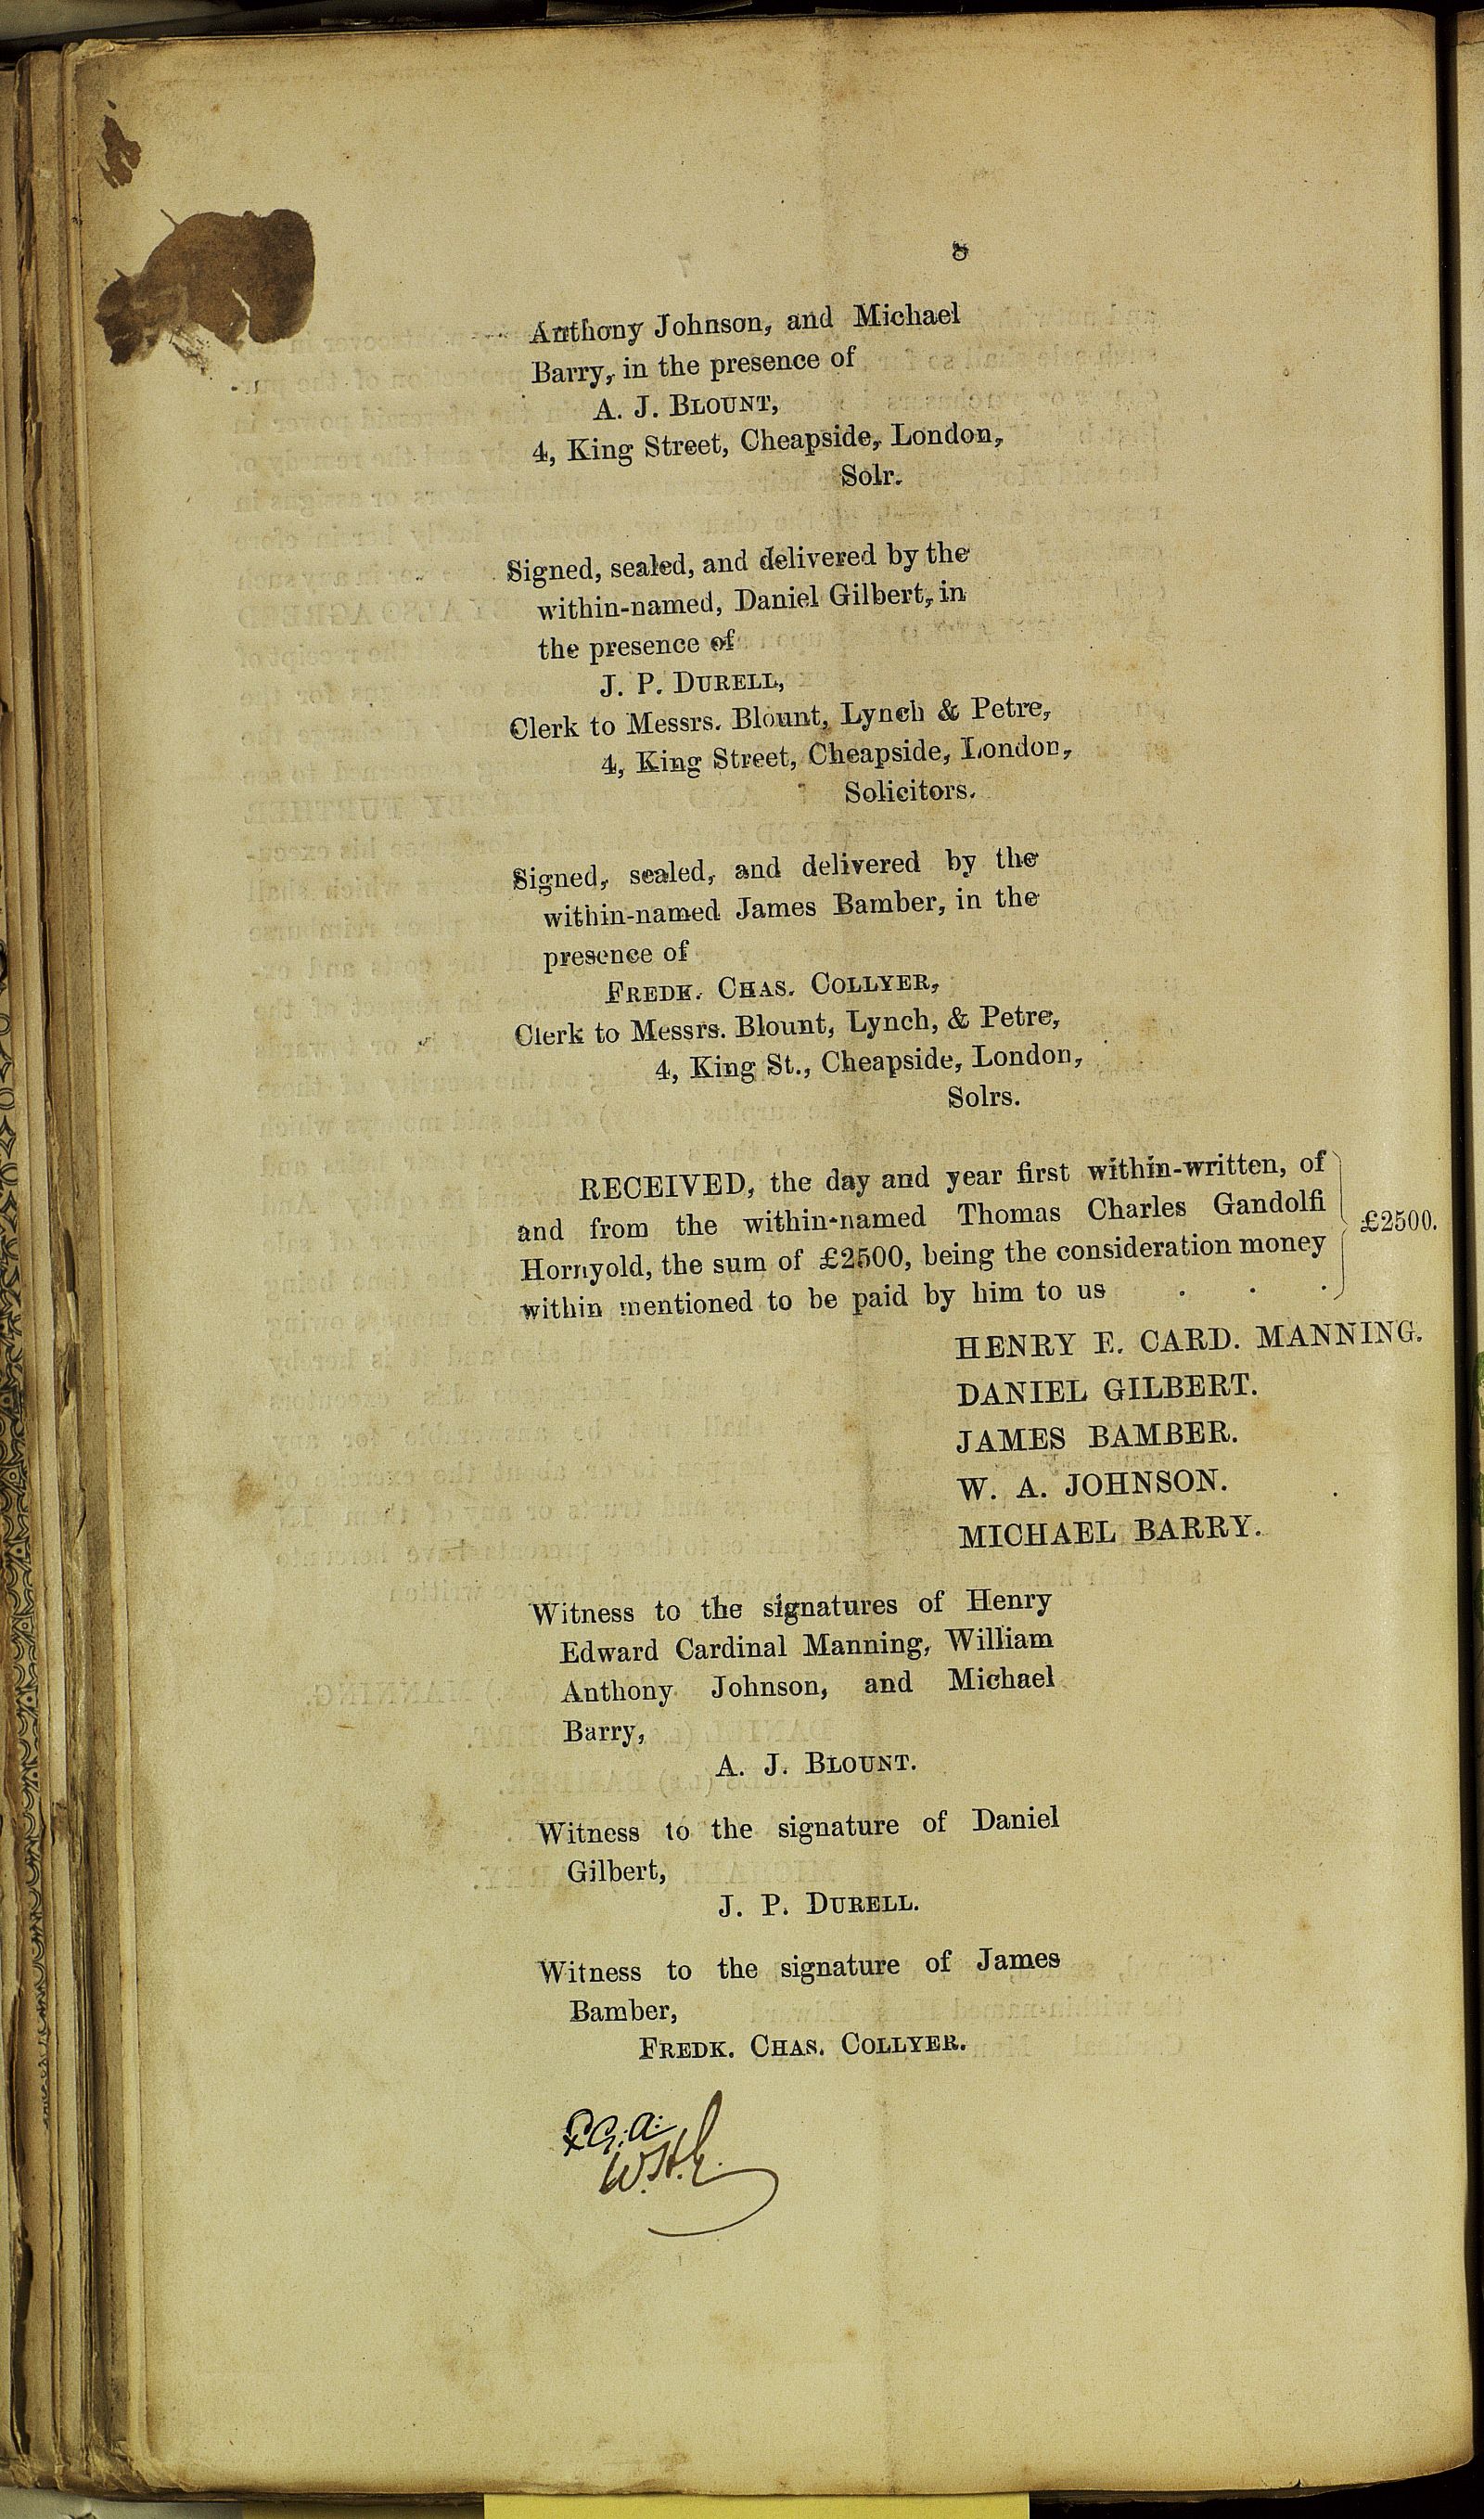 8
Anthony Johnson, and Michael
Barry, in the presence of
A. J. BLOUNT,
4, King Street, Cheapside, London,
Solr.
Signed, sealed, and delivered by the
within-named, Daniel Gilbert, in
the presence of
J. P. DURELL,
Clerk to Messrs. Blount, Lynch & Petre,
4, King Street, Cheapside, London,
Solicitors.
Signed, sealed, and delivered by the
within-named James Bamber, in the
presence of
FREDK. CHAS. COLLYER,
Clerk to Messrs. Blount, Lynch, & Petre,
4, King St., Cheapside, London,
Solrs.
RECEIVED, the day and year first within-written, of
and from the within-named Thomas Charles Gandolfi
£2500.
Hornyold, the sum of £2500, being the consideration money
within mentioned to be paid by him to us . . .
HENRY E. CARD. MANNING.
DANIEL GILBERT.
JAMES BAMBER.
W. A. JOHNSON.
MICHAEL BARRY.
Witness to the signatures of Henry
Edward Cardinal Manning, William
Anthony Johnson, and Michael
Barry,
A. J. BLOUNT.
Witness to the signature of Daniel
Gilbert,
J. P. DURELL.
Witness to the signature of James
Bamber,
FREDK. CHAS. COLLYER.